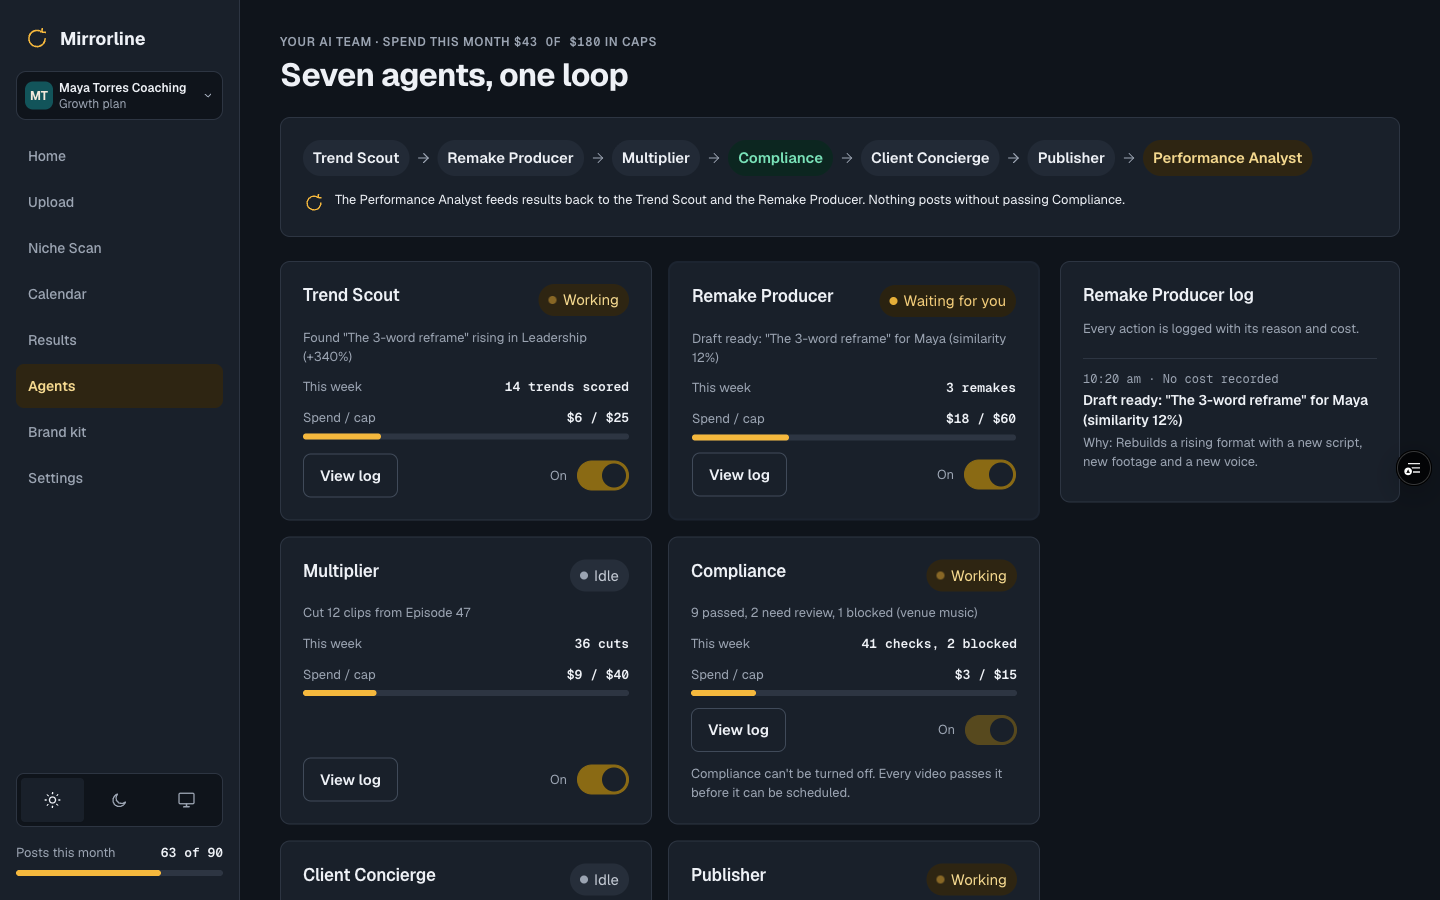 Mirrorline
MT
Maya Torres Coaching
Growth plan
Home
Upload
Niche Scan
Calendar
Results
Agents
Brand kit
Settings
Posts this month
63 of 90
YOUR AI TEAM · SPEND THIS MONTH $43 OF $180 IN CAPS
Seven agents, one loop
Trend Scout → Remake Producer → Multiplier → Compliance → Client Concierge → Publisher → Performance Analyst
The Performance Analyst feeds results back to the Trend Scout and the Remake Producer. Nothing posts without passing Compliance.
Trend Scout
Working
Found "The 3-word reframe" rising in Leadership
(+340%)
This week
14 trends scored
Spend / cap
$6 / $25
View log
On
Remake Producer
Waiting for you
Draft ready: "The 3-word reframe" for Maya (similarity
12%)
This week
3 remakes
Spend / cap
$18 / $60
View log
On
Remake Producer log
Every action is logged with its reason and cost.
10:20 am · No cost recorded
Draft ready: "The 3-word reframe" for Maya
(similarity 12%)
Why: Rebuilds a rising format with a new script,
new footage and a new voice.
Multiplier
Idle
Cut 12 clips from Episode 47
This week
36 cuts
Spend / cap
$9 / $40
View log
On
Compliance
Working
9 passed, 2 need review, 1 blocked (venue music)
This week
41 checks, 2 blocked
Spend / cap
$3 / $15
View log
On
Compliance can't be turned off. Every video passes it
before it can be scheduled.
Client Concierge
Idle
Publisher
Working